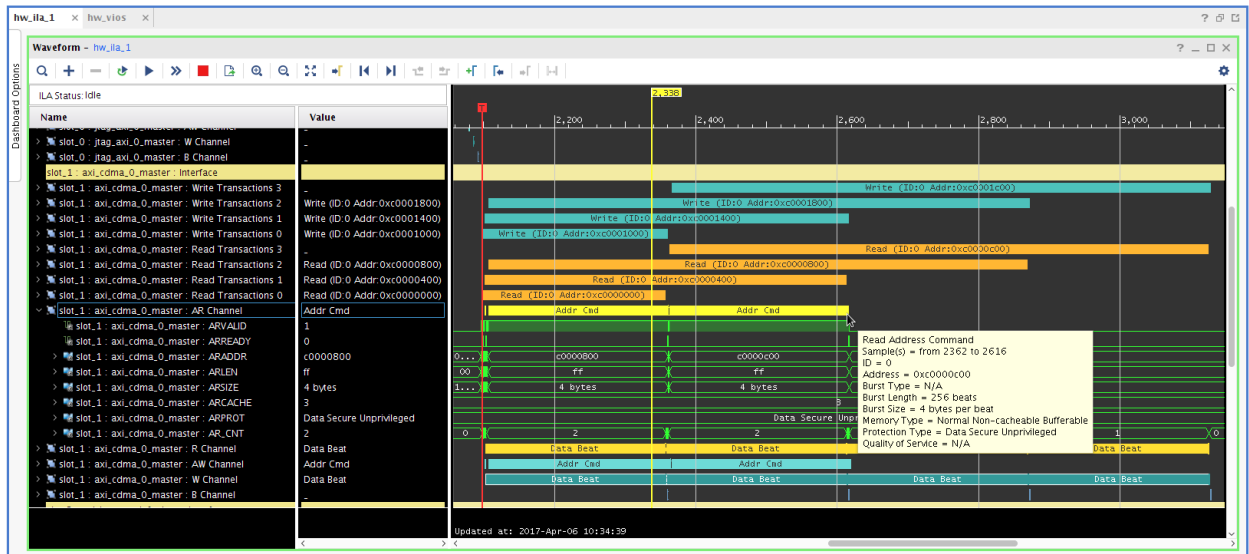 hw_ila_1 × hw_vios ×
Dashboard Options
Waveform - hw_ila_1
ILA Status: Idle
Name Value
2,338
T
2,200 2,400 2,600 2,800 3,000
slot_0 : jtag_axi_0_master : AW Channel -
slot_0 : jtag_axi_0_master : W Channel -
slot_0 : jtag_axi_0_master : B Channel -
slot_1 : axi_cdma_0_master : Interface
slot_1 : axi_cdma_0_master : Write Transactions 3 - Write (ID:0 Addr:0xc0001c00)
slot_1 : axi_cdma_0_master : Write Transactions 2 Write (ID:0 Addr:0xc0001800) Write (ID:0 Addr:0xc0001800)
slot_1 : axi_cdma_0_master : Write Transactions 1 Write (ID:0 Addr:0xc0001400) Write (ID:0 Addr:0xc0001400)
slot_1 : axi_cdma_0_master : Write Transactions 0 Write (ID:0 Addr:0xc0001000) Write (ID:0 Addr:0xc0001000)
slot_1 : axi_cdma_0_master : Read Transactions 3 - Read (ID:0 Addr:0xc0000c00)
slot_1 : axi_cdma_0_master : Read Transactions 2 Read (ID:0 Addr:0xc0000800) Read (ID:0 Addr:0xc0000800)
slot_1 : axi_cdma_0_master : Read Transactions 1 Read (ID:0 Addr:0xc0000400) Read (ID:0 Addr:0xc0000400)
slot_1 : axi_cdma_0_master : Read Transactions 0 Read (ID:0 Addr:0xc0000000) Read (ID:0 Addr:0xc0000000)
slot_1 : axi_cdma_0_master : AR Channel Addr Cmd Addr Cmd Addr Cmd
slot_1 : axi_cdma_0_master : ARVALID 1
slot_1 : axi_cdma_0_master : ARREADY 0
slot_1 : axi_cdma_0_master : ARADDR c0000800 0... c0000800 c0000c00
slot_1 : axi_cdma_0_master : ARLEN ff 00 ff ff
slot_1 : axi_cdma_0_master : ARSIZE 4 bytes 1... 4 bytes 4 bytes
slot_1 : axi_cdma_0_master : ARCACHE 3
slot_1 : axi_cdma_0_master : ARPROT Data Secure Unprivileged Data Secure Unpr
slot_1 : axi_cdma_0_master : AR_CNT 2 0 2 2 1 0
slot_1 : axi_cdma_0_master : R Channel Data Beat Data Beat Data Beat Data Beat
slot_1 : axi_cdma_0_master : AW Channel Addr Cmd Addr Cmd Addr Cmd
slot_1 : axi_cdma_0_master : W Channel Data Beat Data Beat Data Beat Data Beat Data Beat
slot_1 : axi_cdma_0_master : B Channel -
Read Address Command
Sample(s) = from 2362 to 2616
ID = 0
Address = 0xc0000c00
Burst Type = N/A
Burst Length = 256 beats
Burst Size = 4 bytes per beat
Memory Type = Normal Non-cacheable Bufferable
Protection Type = Data Secure Unprivileged
Quality of Service = N/A
Updated at: 2017-Apr-06 10:34:39